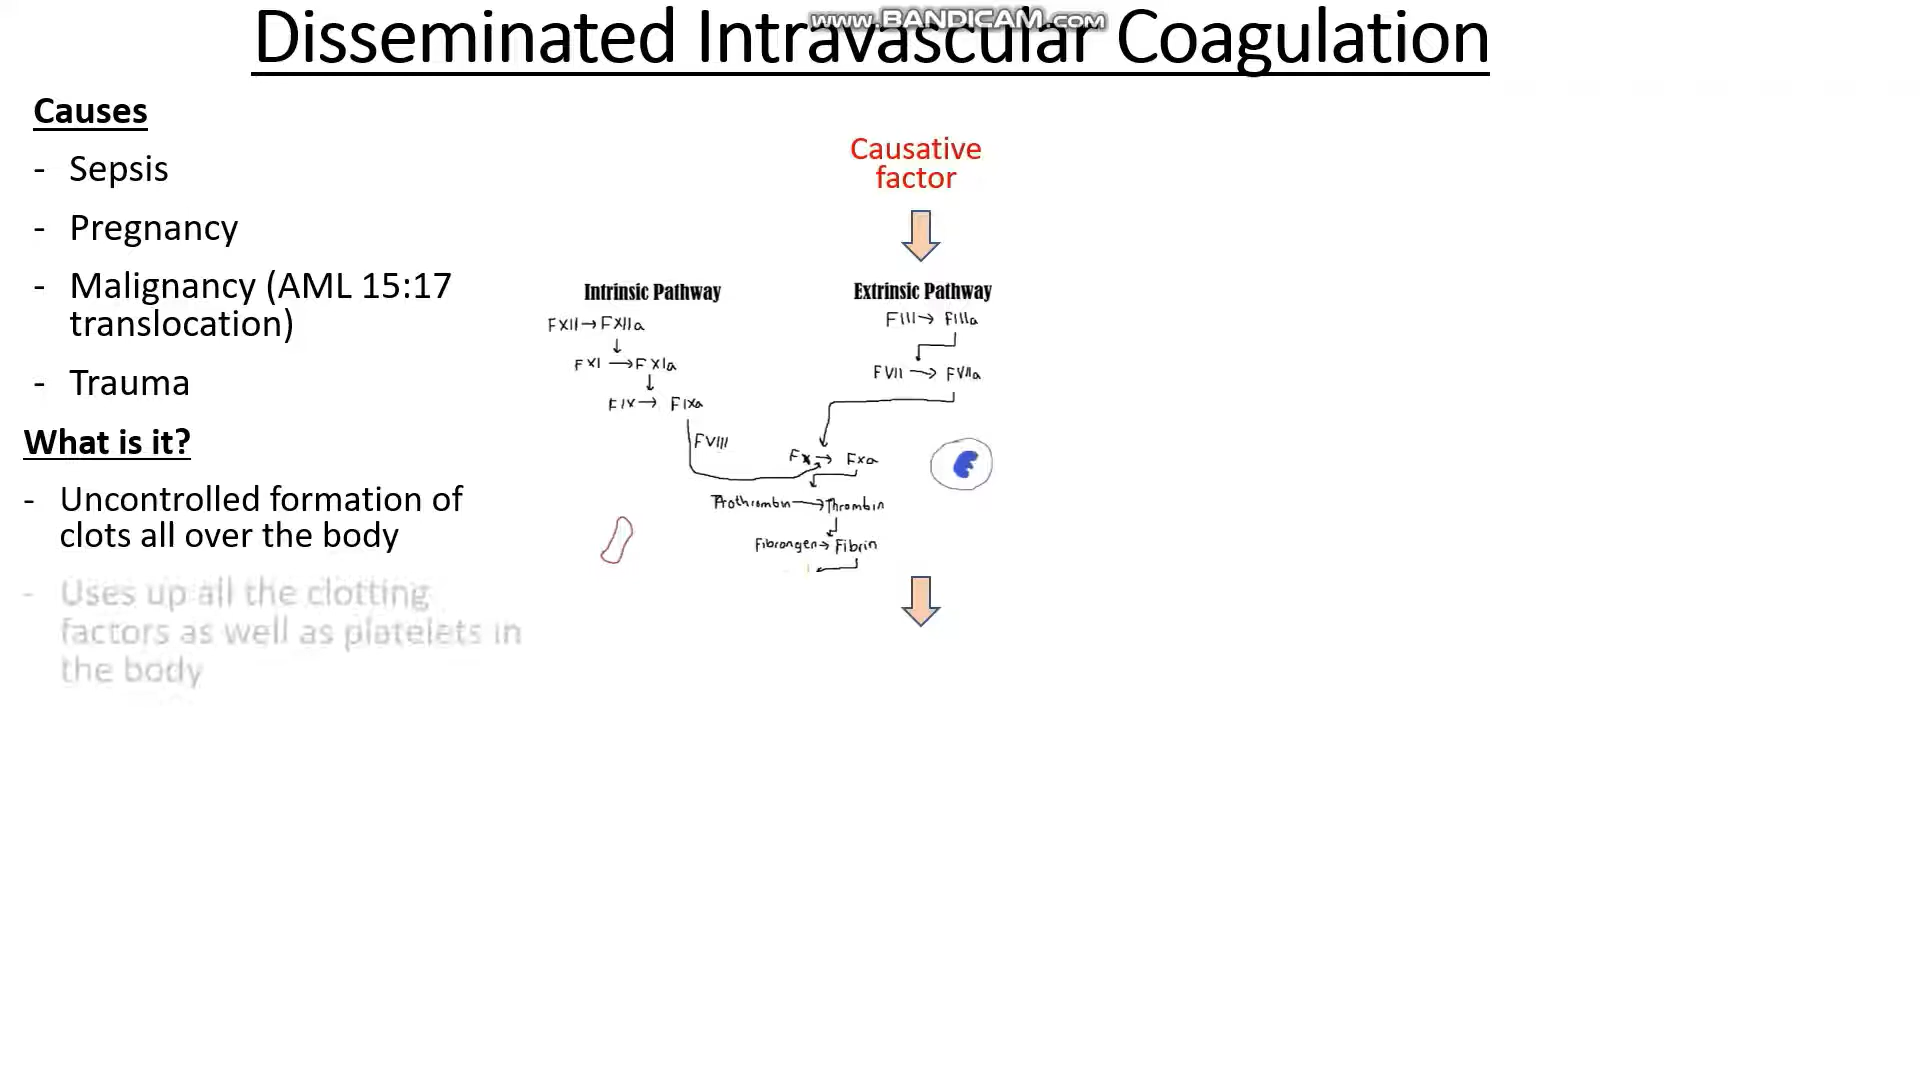 www.BANDICAM.com
Disseminated Intravascular Coagulation
Causes
- Sepsis
- Pregnancy
- Malignancy (AML 15:17
translocation)
- Trauma
What is it?
- Uncontrolled formation of
clots all over the body
- Uses up all the clotting
factors as well as platelets in
the body
Causative
factor
Intrinsic Pathway
FXII → FXIIa
FXI → FXIa
FIX → FIXa
FVIII
Extrinsic Pathway
FIII → FIIIa
FVII → FVIIa
Fx → Fxa
Prothrombin → Thrombin
Fibrongen → Fibrin